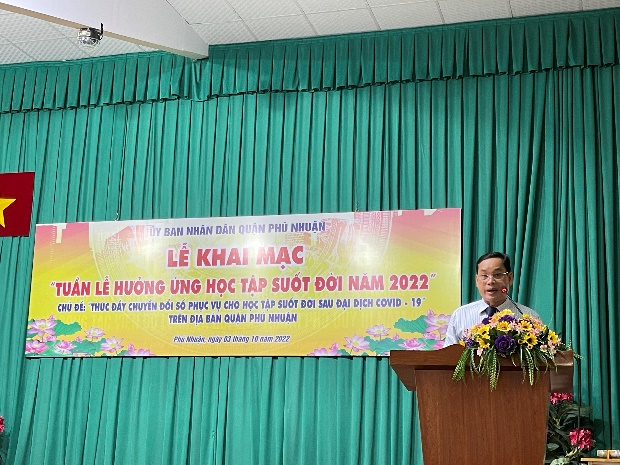 ỦY BAN NHÂN DÂN QUẬN PHÚ NHUẬN
LỄ KHAI MẠC
"TUẦN LỄ HƯỞNG ỨNG HỌC TẬP SUỐT ĐỜI NĂM 2022"
CHỦ ĐỀ: "THÚC ĐẨY CHUYỂN ĐỔI SỐ PHỤC VỤ CHO HỌC TẬP SUỐT ĐỜI SAU ĐẠI DỊCH COVID - 19"
TRÊN ĐỊA BÀN QUẬN PHÚ NHUẬN
Phú Nhuận, ngày 03 tháng 10 năm 2022